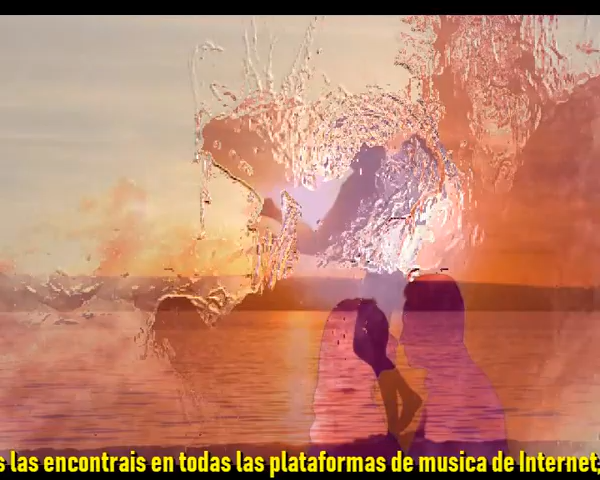 s las encontrais en todas las plataformas de musica de Internet,